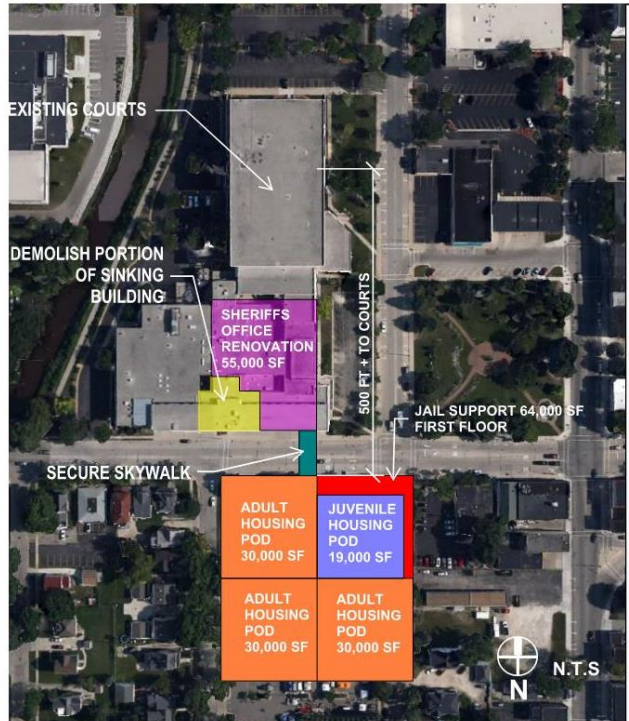 EXISTING COURTS
DEMOLISH PORTION
OF SINKING
BUILDING
SHERIFFS
OFFICE
RENOVATION
55,000 SF
500 FT + TO COURTS
JAIL SUPPORT 64,000 SF
FIRST FLOOR
SECURE SKYWALK
ADULT
HOUSING
POD
30,000 SF
JUVENILE
HOUSING
POD
19,000 SF
ADULT
HOUSING
POD
30,000 SF
ADULT
HOUSING
POD
30,000 SF
N
N.T.S